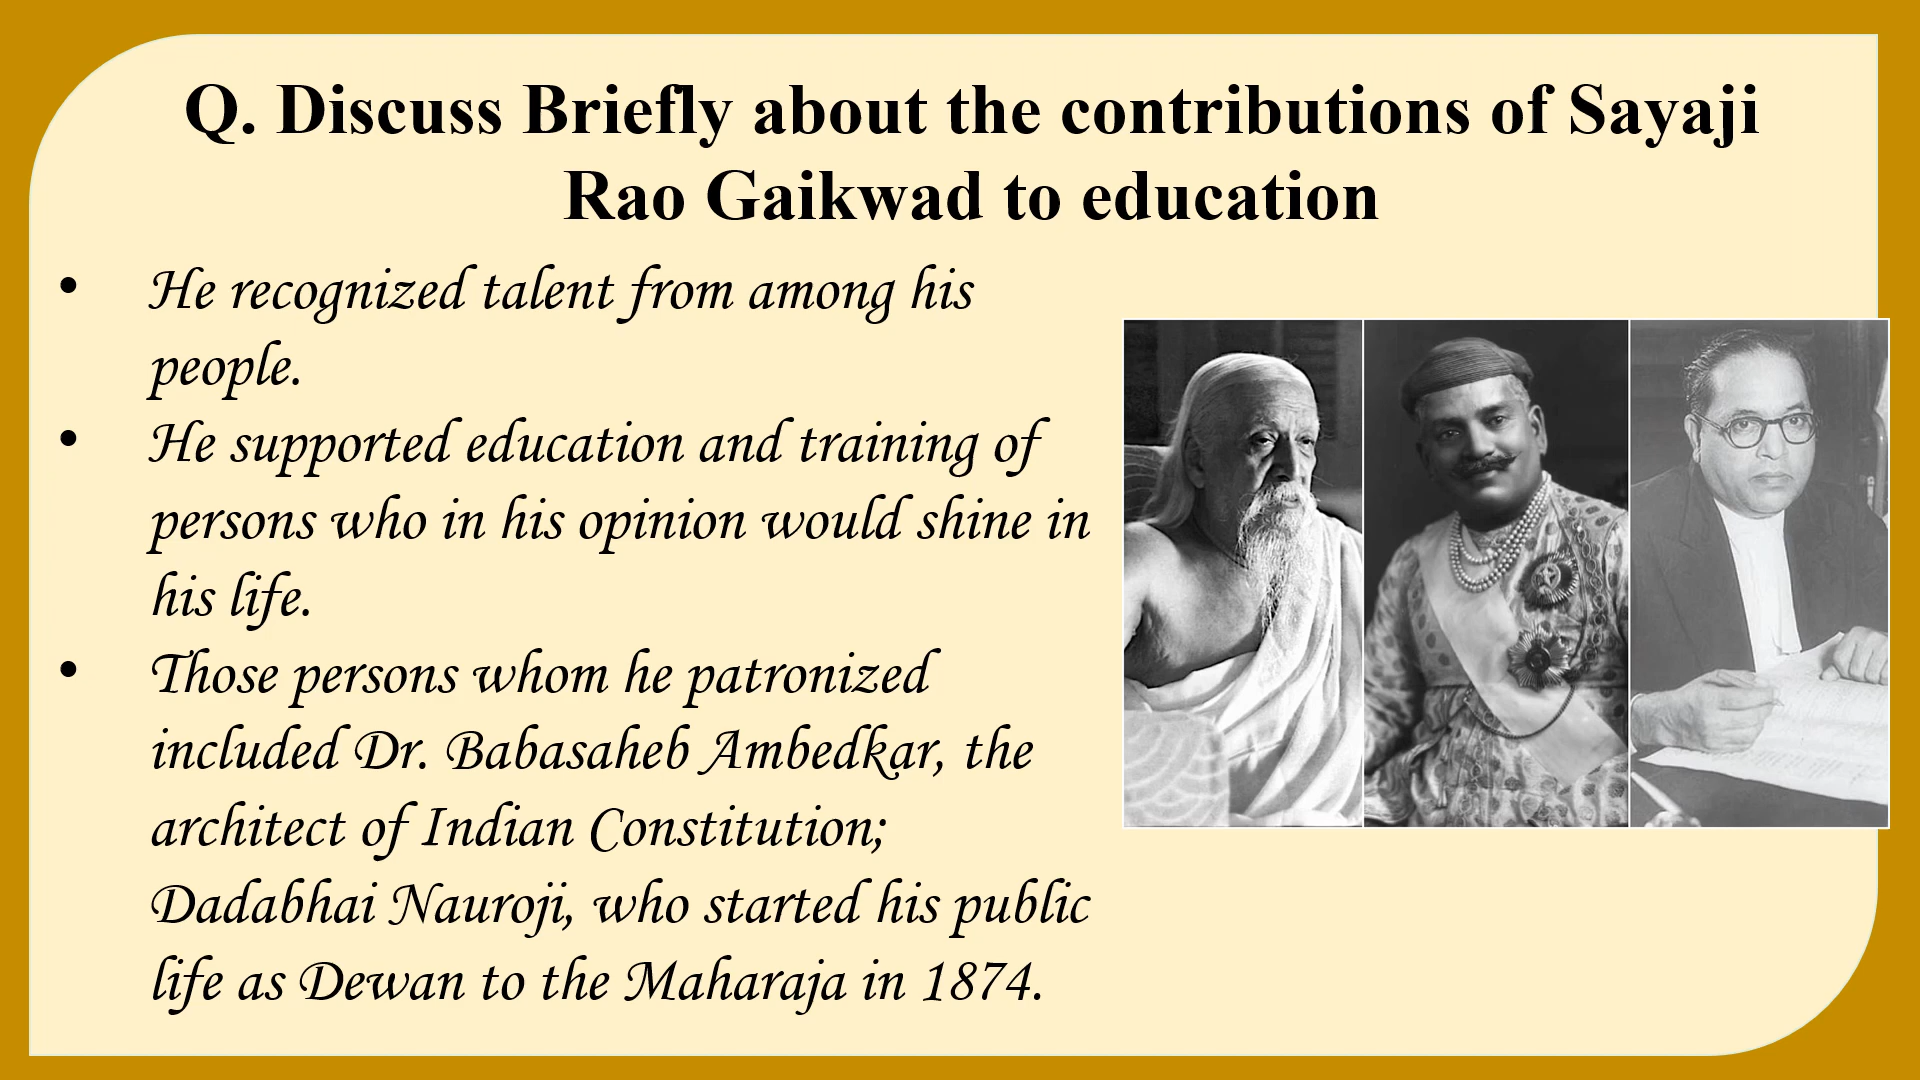 Q. Discuss Briefly about the contributions of Sayaji
Rao Gaikwad to education
• He recognized talent from among his
people.
• He supported education and training of
persons who in his opinion would shine in
his life.
• Those persons whom he patronized
included Dr. Babasaheb Ambedkar, the
architect of Indian Constitution;
Dadabhai Nauroji, who started his public
life as Dewan to the Maharaja in 1874.